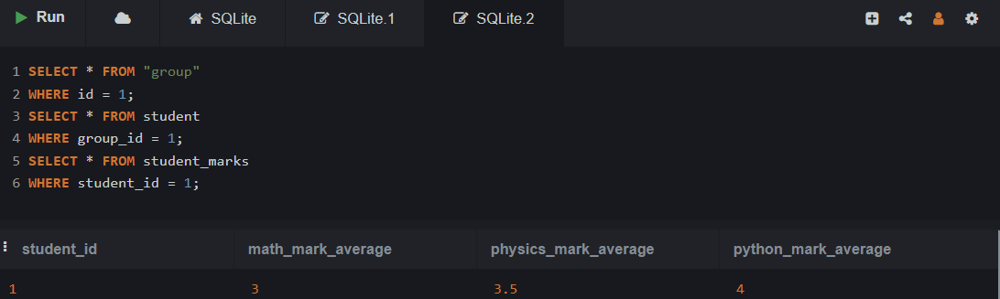 Run SQLite SQLite.1 SQLite.2
1 SELECT * FROM "group"
2 WHERE id = 1;
3 SELECT * FROM student
4 WHERE group_id = 1;
5 SELECT * FROM student_marks
6 WHERE student_id = 1;
student_id math_mark_average physics_mark_average python_mark_average
1 3 3.5 4